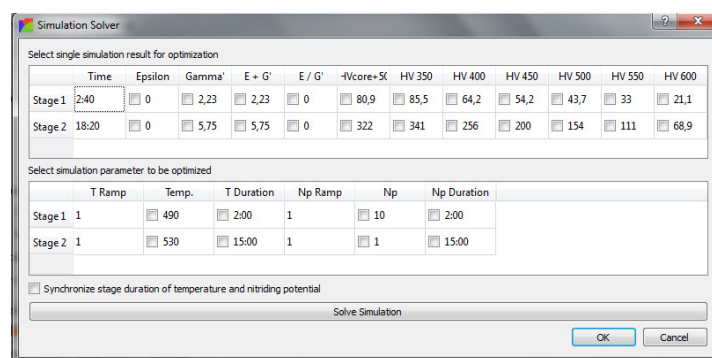 Simulation Solver
Select single simulation result for optimization
Time Epsilon Gamma' E + G' E / G' HVcore+50 HV 350 HV 400 HV 450 HV 500 HV 550 HV 600
Stage 1 2:40 0 2,23 2,23 0 80,9 85,5 64,2 54,2 43,7 33 21,1
Stage 2 18:20 0 5,75 5,75 0 322 341 256 200 154 111 68,9
Select simulation parameter to be optimized
T Ramp Temp. T Duration Np Ramp Np Np Duration
Stage 1 1 490 2:00 1 10 2:00
Stage 2 1 530 15:00 1 1 15:00
Synchronize stage duration of temperature and nitriding potential
Solve Simulation
OK Cancel